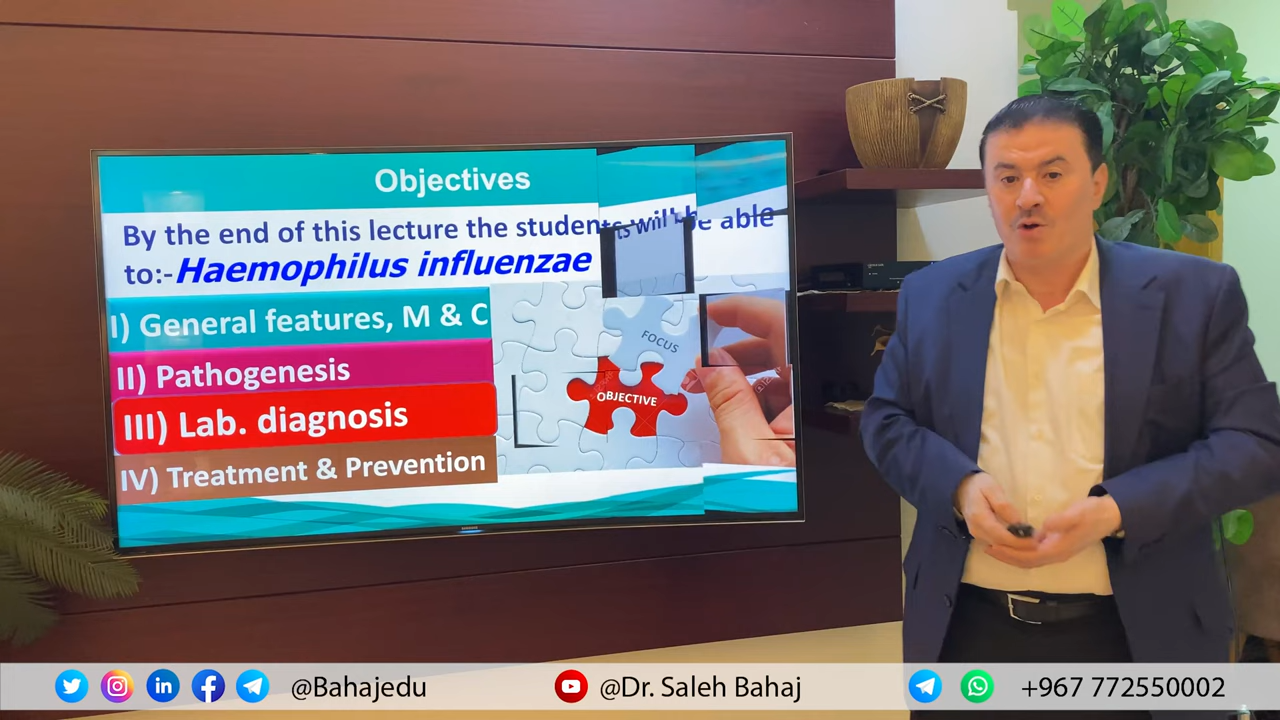 Objectives
By the end of this lecture the students will be able
to:-Haemophilus influenzae
I) General features, M & C
II) Pathogenesis
III) Lab. diagnosis
IV) Treatment & Prevention
FOCUS
OBJECTIVE
@Bahajedu
@Dr. Saleh Bahaj
+967 772550002